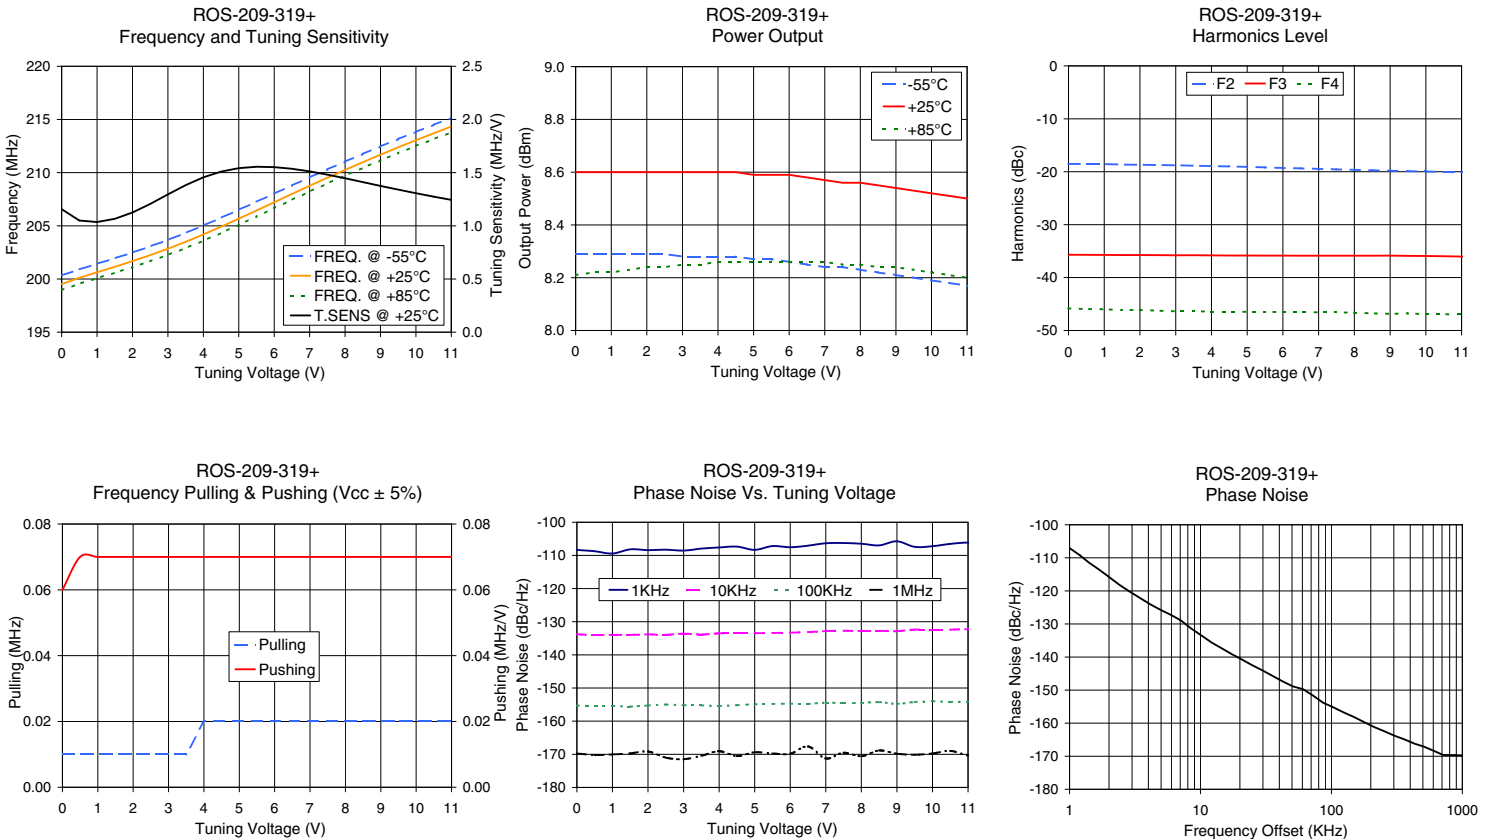 ROS-209-319+
Frequency and Tuning Sensitivity
220
215
210
205
200
195
2.5
2.0
1.5
1.0
0.5
0.0
Frequency (MHz)
Tuning Sensitivity (MHz/V)
FREQ. @ -55°C
FREQ. @ +25°C
FREQ. @ +85°C
T.SENS @ +25°C
0 1 2 3 4 5 6 7 8 9 10 11
Tuning Voltage (V)
ROS-209-319+
Power Output
9.0
8.8
8.6
8.4
8.2
8.0
Output Power (dBm)
-55°C
+25°C
+85°C
0 1 2 3 4 5 6 7 8 9 10 11
Tuning Voltage (V)
ROS-209-319+
Harmonics Level
0
-10
-20
-30
-40
-50
Harmonics (dBc)
F2 F3 F4
0 1 2 3 4 5 6 7 8 9 10 11
Tuning Voltage (V)
ROS-209-319+
Frequency Pulling & Pushing (Vcc ± 5%)
0.08
0.06
0.04
0.02
0.00
0.08
0.06
0.04
0.02
0.00
Pulling (MHz)
Pushing (MHz/V)
Pulling
Pushing
0 1 2 3 4 5 6 7 8 9 10 11
Tuning Voltage (V)
ROS-209-319+
Phase Noise Vs. Tuning Voltage
-100
-110
-120
-130
-140
-150
-160
-170
-180
Phase Noise (dBc/Hz)
1KHz 10KHz 100KHz 1MHz
0 1 2 3 4 5 6 7 8 9 10 11
Tuning Voltage (V)
ROS-209-319+
Phase Noise
-100
-110
-120
-130
-140
-150
-160
-170
-180
Phase Noise (dBc/Hz)
1 10 100 1000
Frequency Offset (KHz)